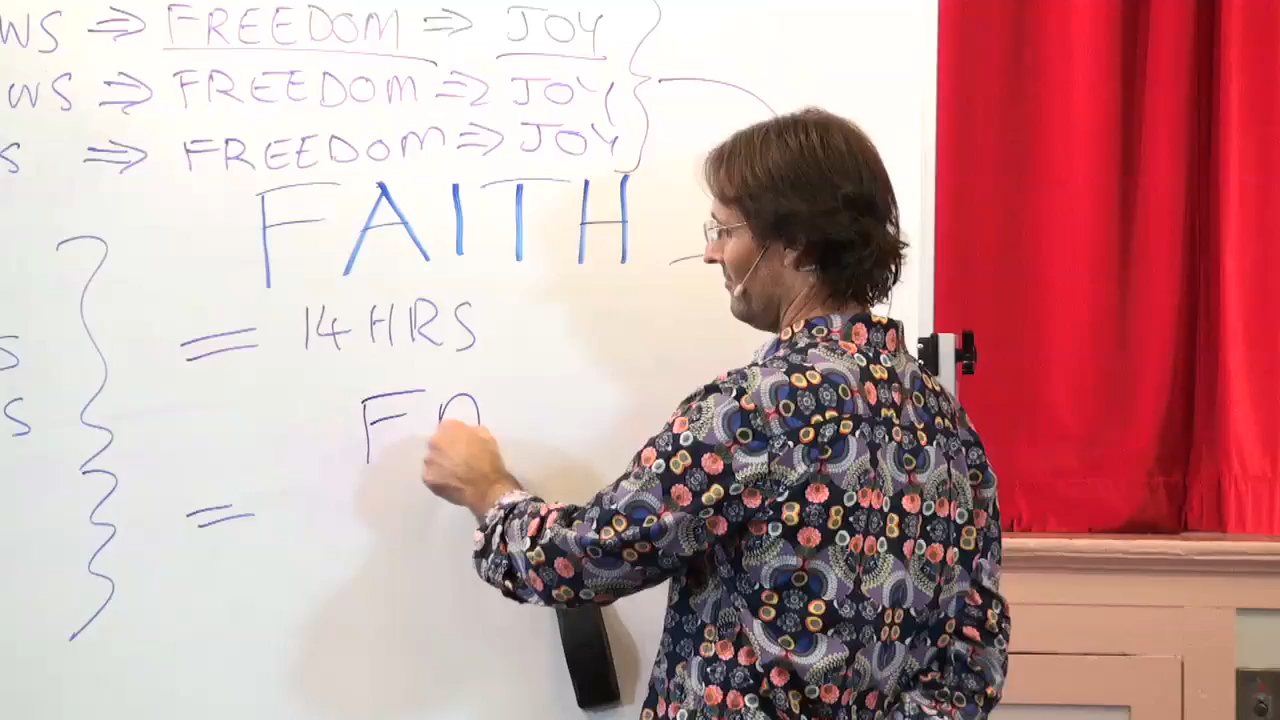 WS ⇒ FREEDOM ⇒ JOY
WS ⇒ FREEDOM ⇒ JOY
S ⇒ FREEDOM ⇒ JOY
FAITH
S = 14 HRS
S F
=